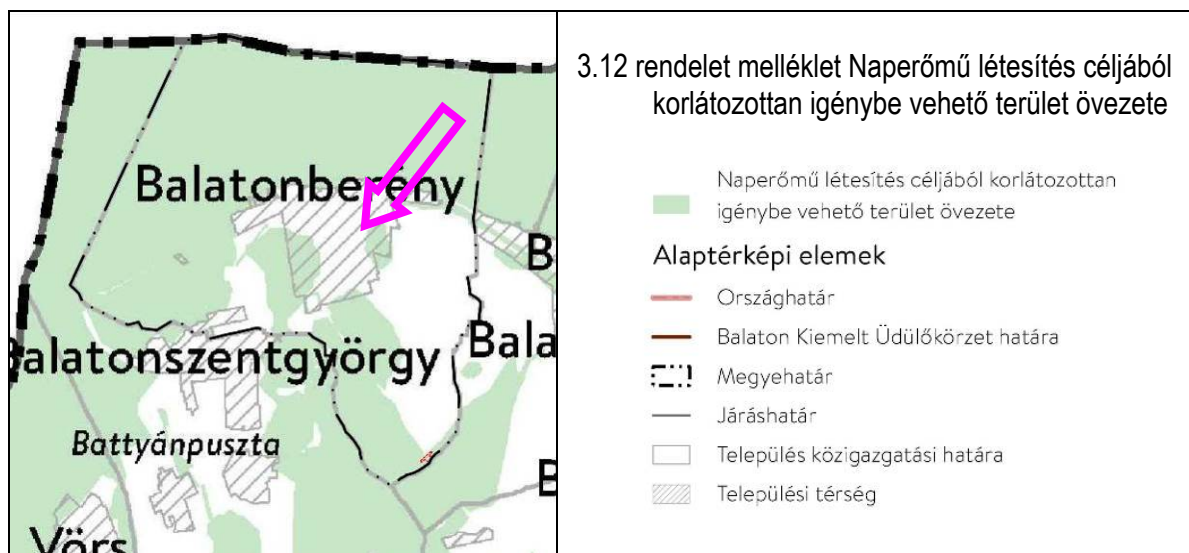 Balatonberény
B
Balatonszentgyörgy
Bala
Battyánpuszta
B
Vörs
3.12 rendelet melléklet Naperőmű létesítés céljából
korlátozottan igénybe vehető terület övezete
Naperőmű létesítés céljából korlátozottan
igénybe vehető terület övezete
Alaptérképi elemek
Országhatár
Balaton Kiemelt Üdülőkörzet határa
Megyehatár
Járáshatár
Település közigazgatási határa
Települési térség